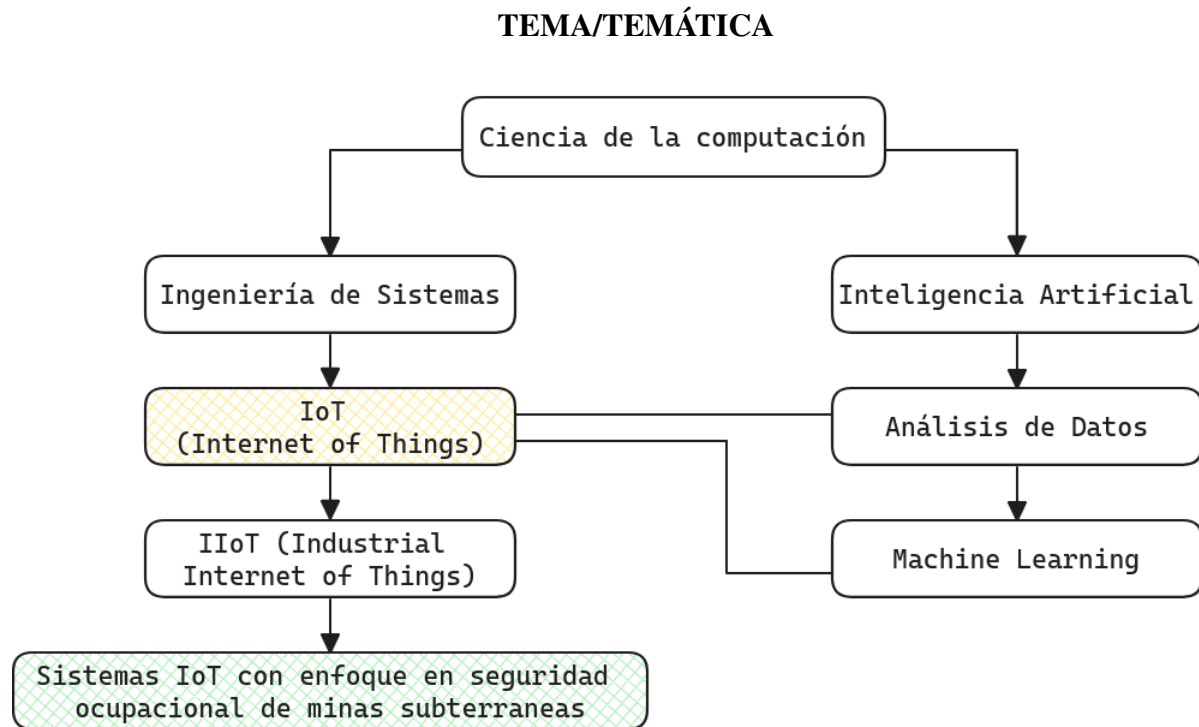 TEMA/TEMÁTICA
Ciencia de la computación
Ingeniería de Sistemas
Inteligencia Artificial
IoT
(Internet of Things)
Análisis de Datos
IIoT (Industrial
Internet of Things)
Machine Learning
Sistemas IoT con enfoque en seguridad
ocupacional de minas subterraneas